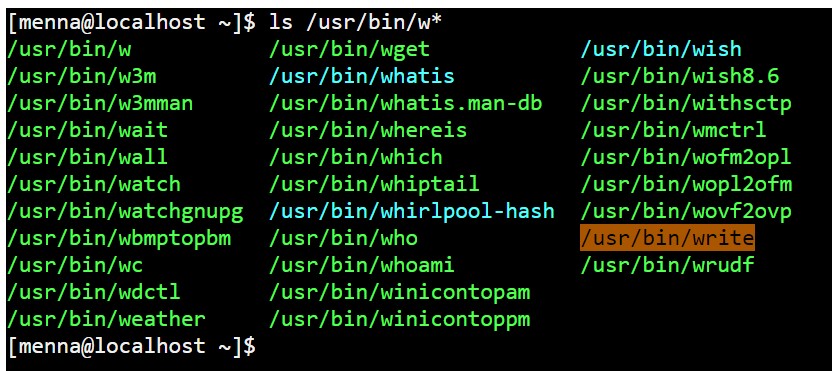 [menna@localhost ~]$ ls /usr/bin/w*
/usr/bin/w /usr/bin/wget /usr/bin/wish
/usr/bin/w3m /usr/bin/whatis /usr/bin/wish8.6
/usr/bin/w3mman /usr/bin/whatis.man-db /usr/bin/withsctp
/usr/bin/wait /usr/bin/whereis /usr/bin/wmctrl
/usr/bin/wall /usr/bin/which /usr/bin/wofm2opl
/usr/bin/watch /usr/bin/whiptail /usr/bin/wopl2ofm
/usr/bin/watchgnupg /usr/bin/whirlpool-hash /usr/bin/wovf2ovp
/usr/bin/wbmptopbm /usr/bin/who /usr/bin/write
/usr/bin/wc /usr/bin/whoami /usr/bin/wrudf
/usr/bin/wdctl /usr/bin/winicontopam
/usr/bin/weather /usr/bin/winicontoppm
[menna@localhost ~]$